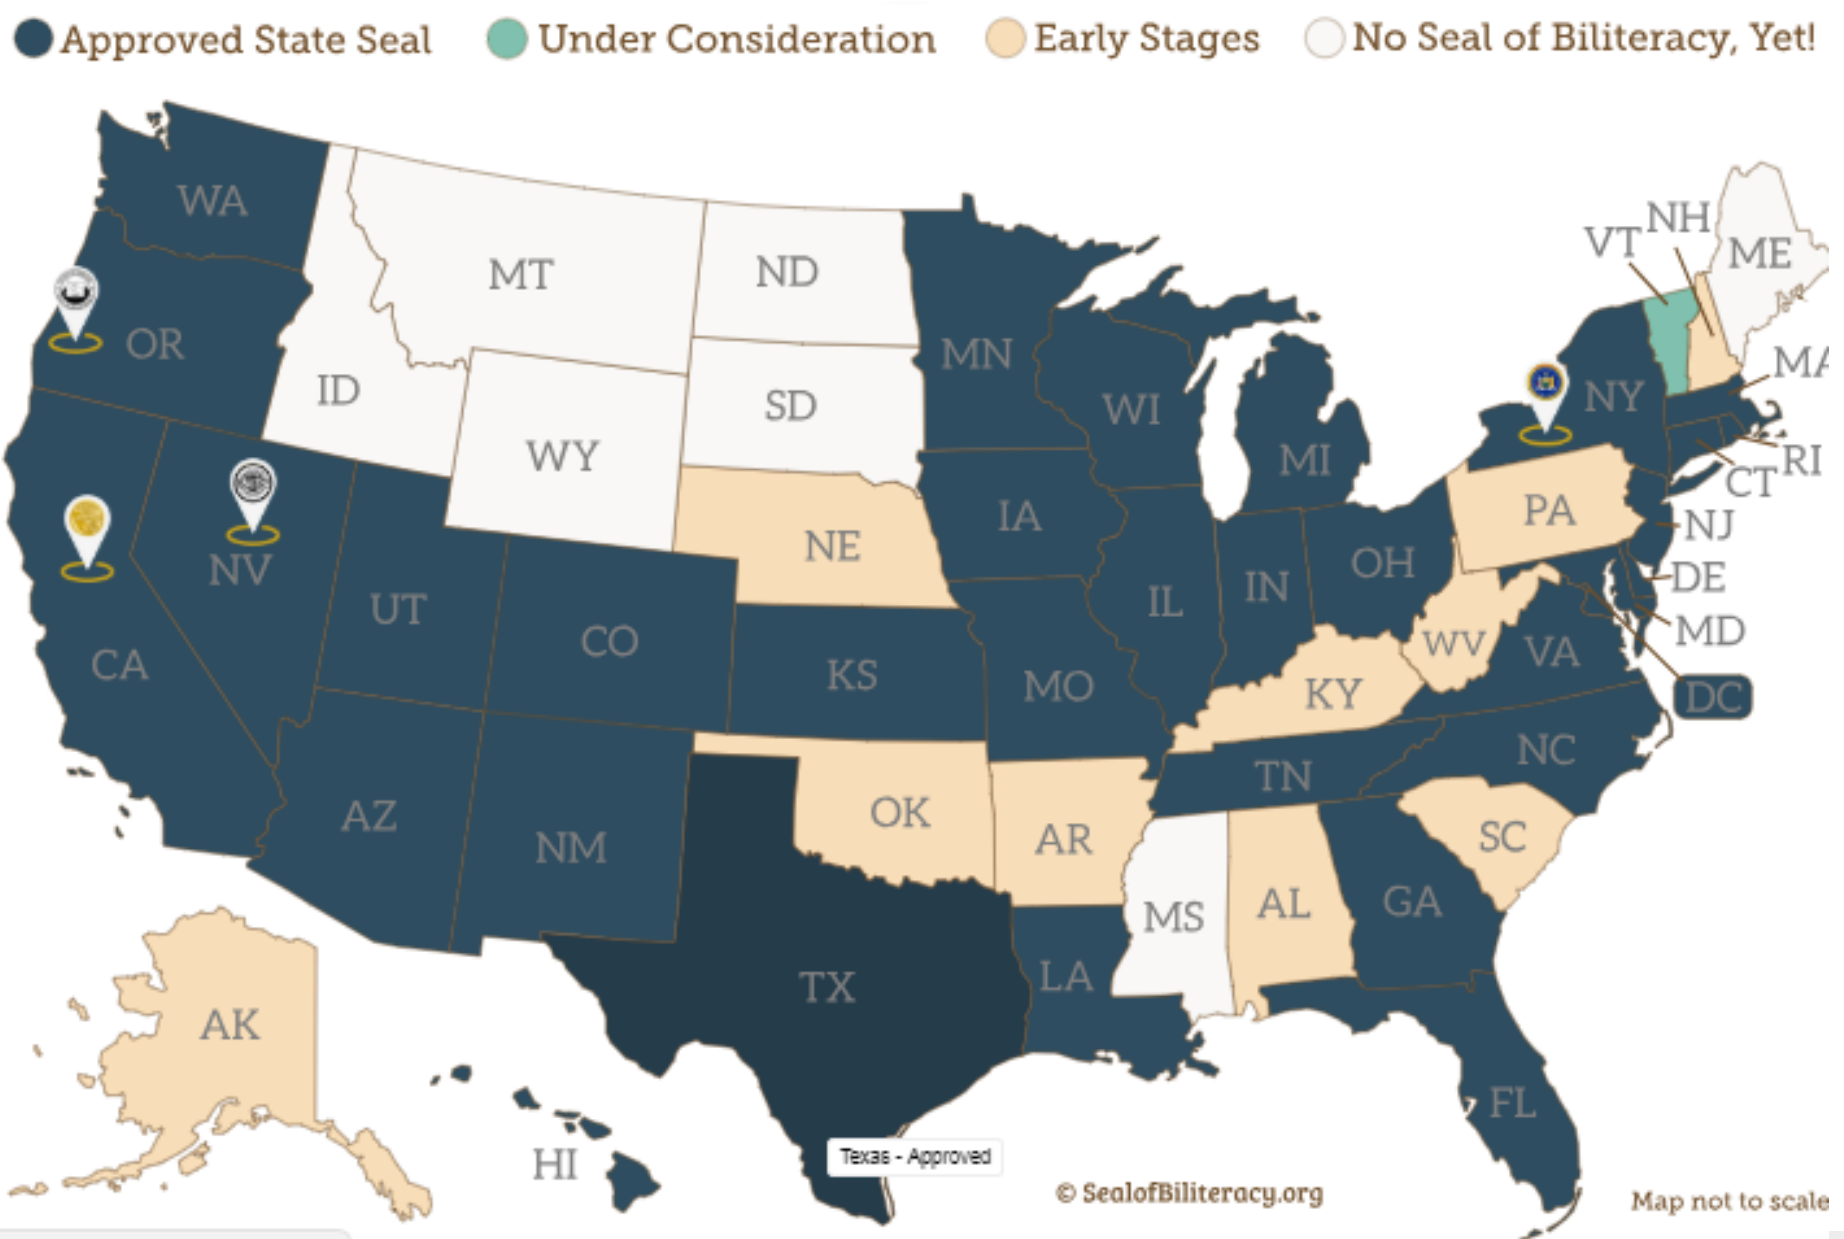 Approved State Seal
Under Consideration
Early Stages
No Seal of Biliteracy, Yet!
WA
MT
ND
MN
VT
NH
ME
OR
ID
SD
WI
MI
NY
MA
WY
RI
CT
IA
PA
NJ
NV
NE
IL
IN
OH
DE
UT
CO
CA
KS
MO
KY
WV
VA
MD
DC
AZ
NM
OK
AR
TN
NC
SC
TX
LA
MS
AL
GA
AK
HI
FL
Texas - Approved
© SealofBiliteracy.org
Map not to scale